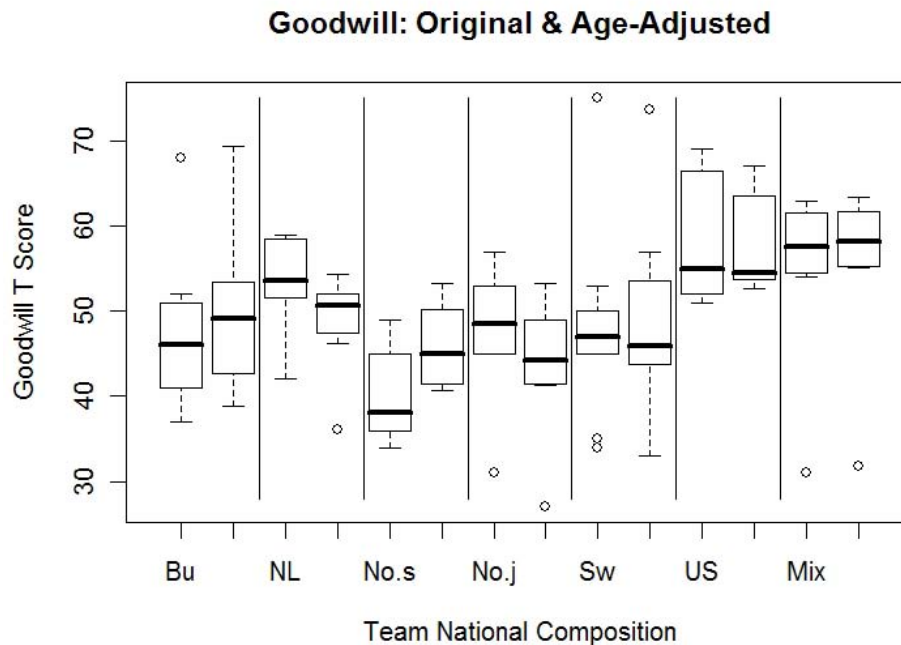 Goodwill: Original & Age-Adjusted
Goodwill T Score
70
60
50
40
30
Bu NL No.s No.j Sw US Mix
Team National Composition